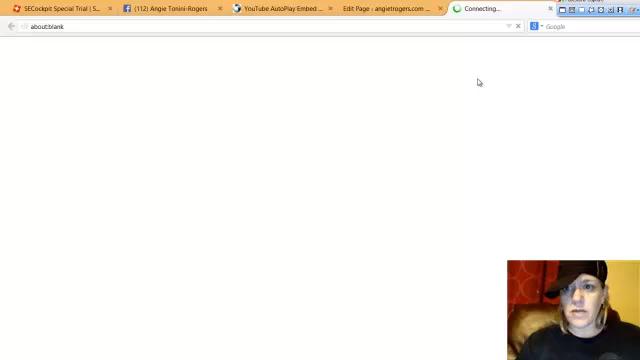 SECockpit Special Trial | S...
(112) Angie Tonini-Rogers
YouTube AutoPlay Embed ...
Edit Page ‹ angietrogers.com ...
Connecting...
about:blank
Google